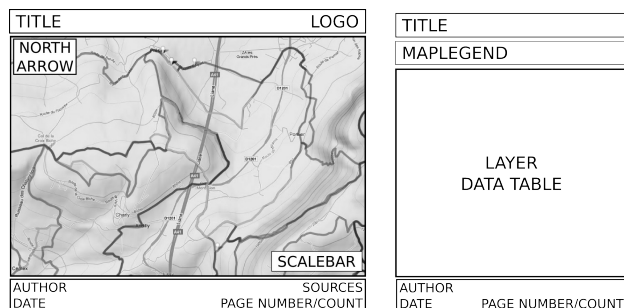 TITLE LOGO
NORTH
ARROW
SCALEBAR
AUTHOR SOURCES
DATE PAGE NUMBER/COUNT
TITLE
MAPLEGEND
LAYER
DATA TABLE
AUTHOR
DATE PAGE NUMBER/COUNT